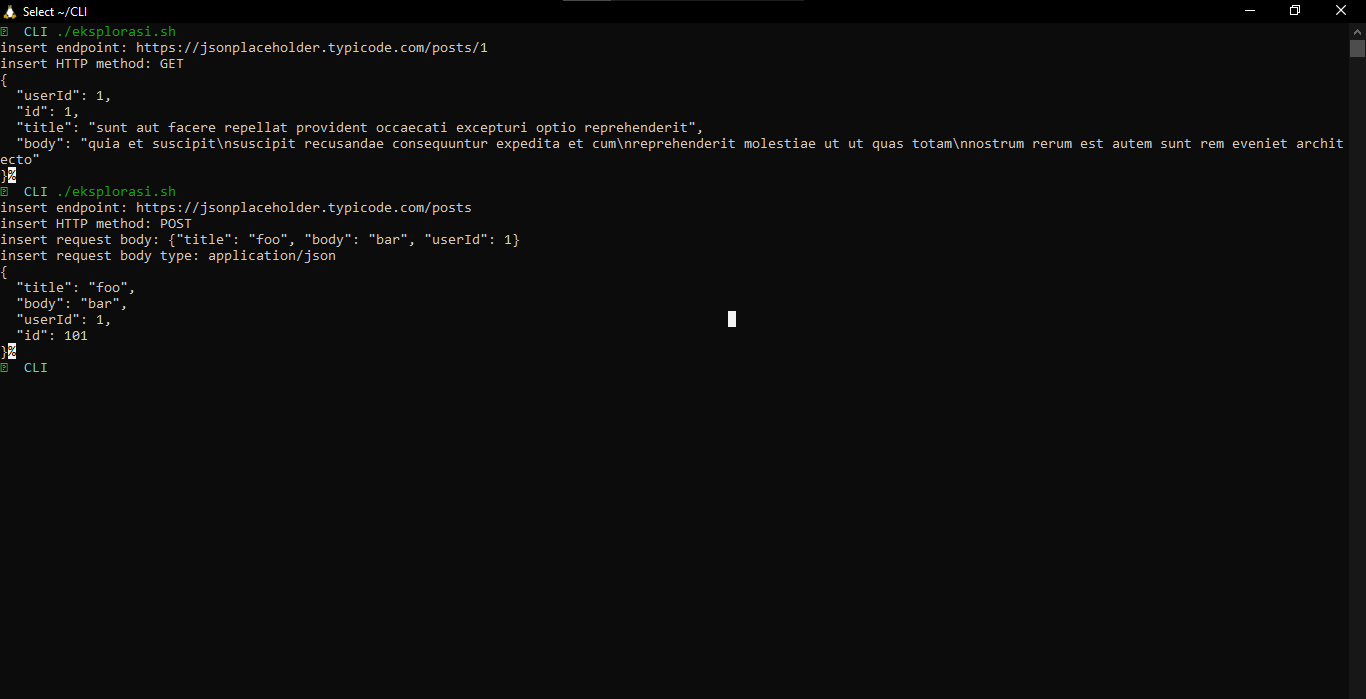 Select ~/CLI
CLI ./eksplorasi.sh
insert endpoint: https://jsonplaceholder.typicode.com/posts/1
insert HTTP method: GET
{
  "userId": 1,
  "id": 1,
  "title": "sunt aut facere repellat provident occaecati excepturi optio reprehenderit",
  "body": "quia et suscipit\nsuscipit recusandae consequuntur expedita et cum\nreprehenderit molestiae ut ut quas totam\nnostrum rerum est autem sunt rem eveniet archit
ecto"
}%
CLI ./eksplorasi.sh
insert endpoint: https://jsonplaceholder.typicode.com/posts
insert HTTP method: POST
insert request body: {"title": "foo", "body": "bar", "userId": 1}
insert request body type: application/json
{
  "title": "foo",
  "body": "bar",
  "userId": 1,
  "id": 101
}%
CLI